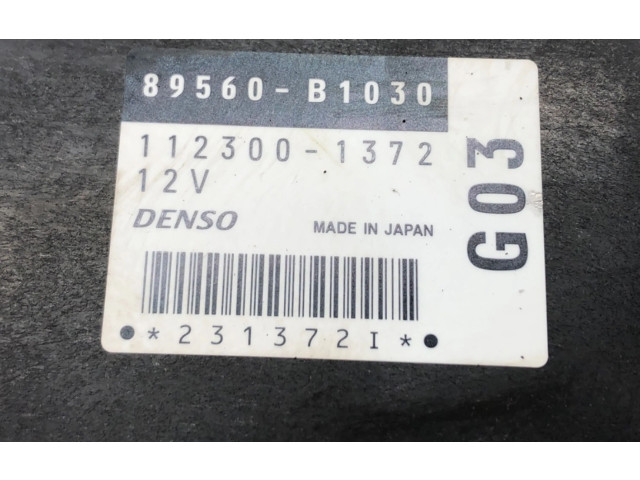 89560-B1030
112300-1372
12V
DENSO MADE IN JAPAN
*231372I*
G03